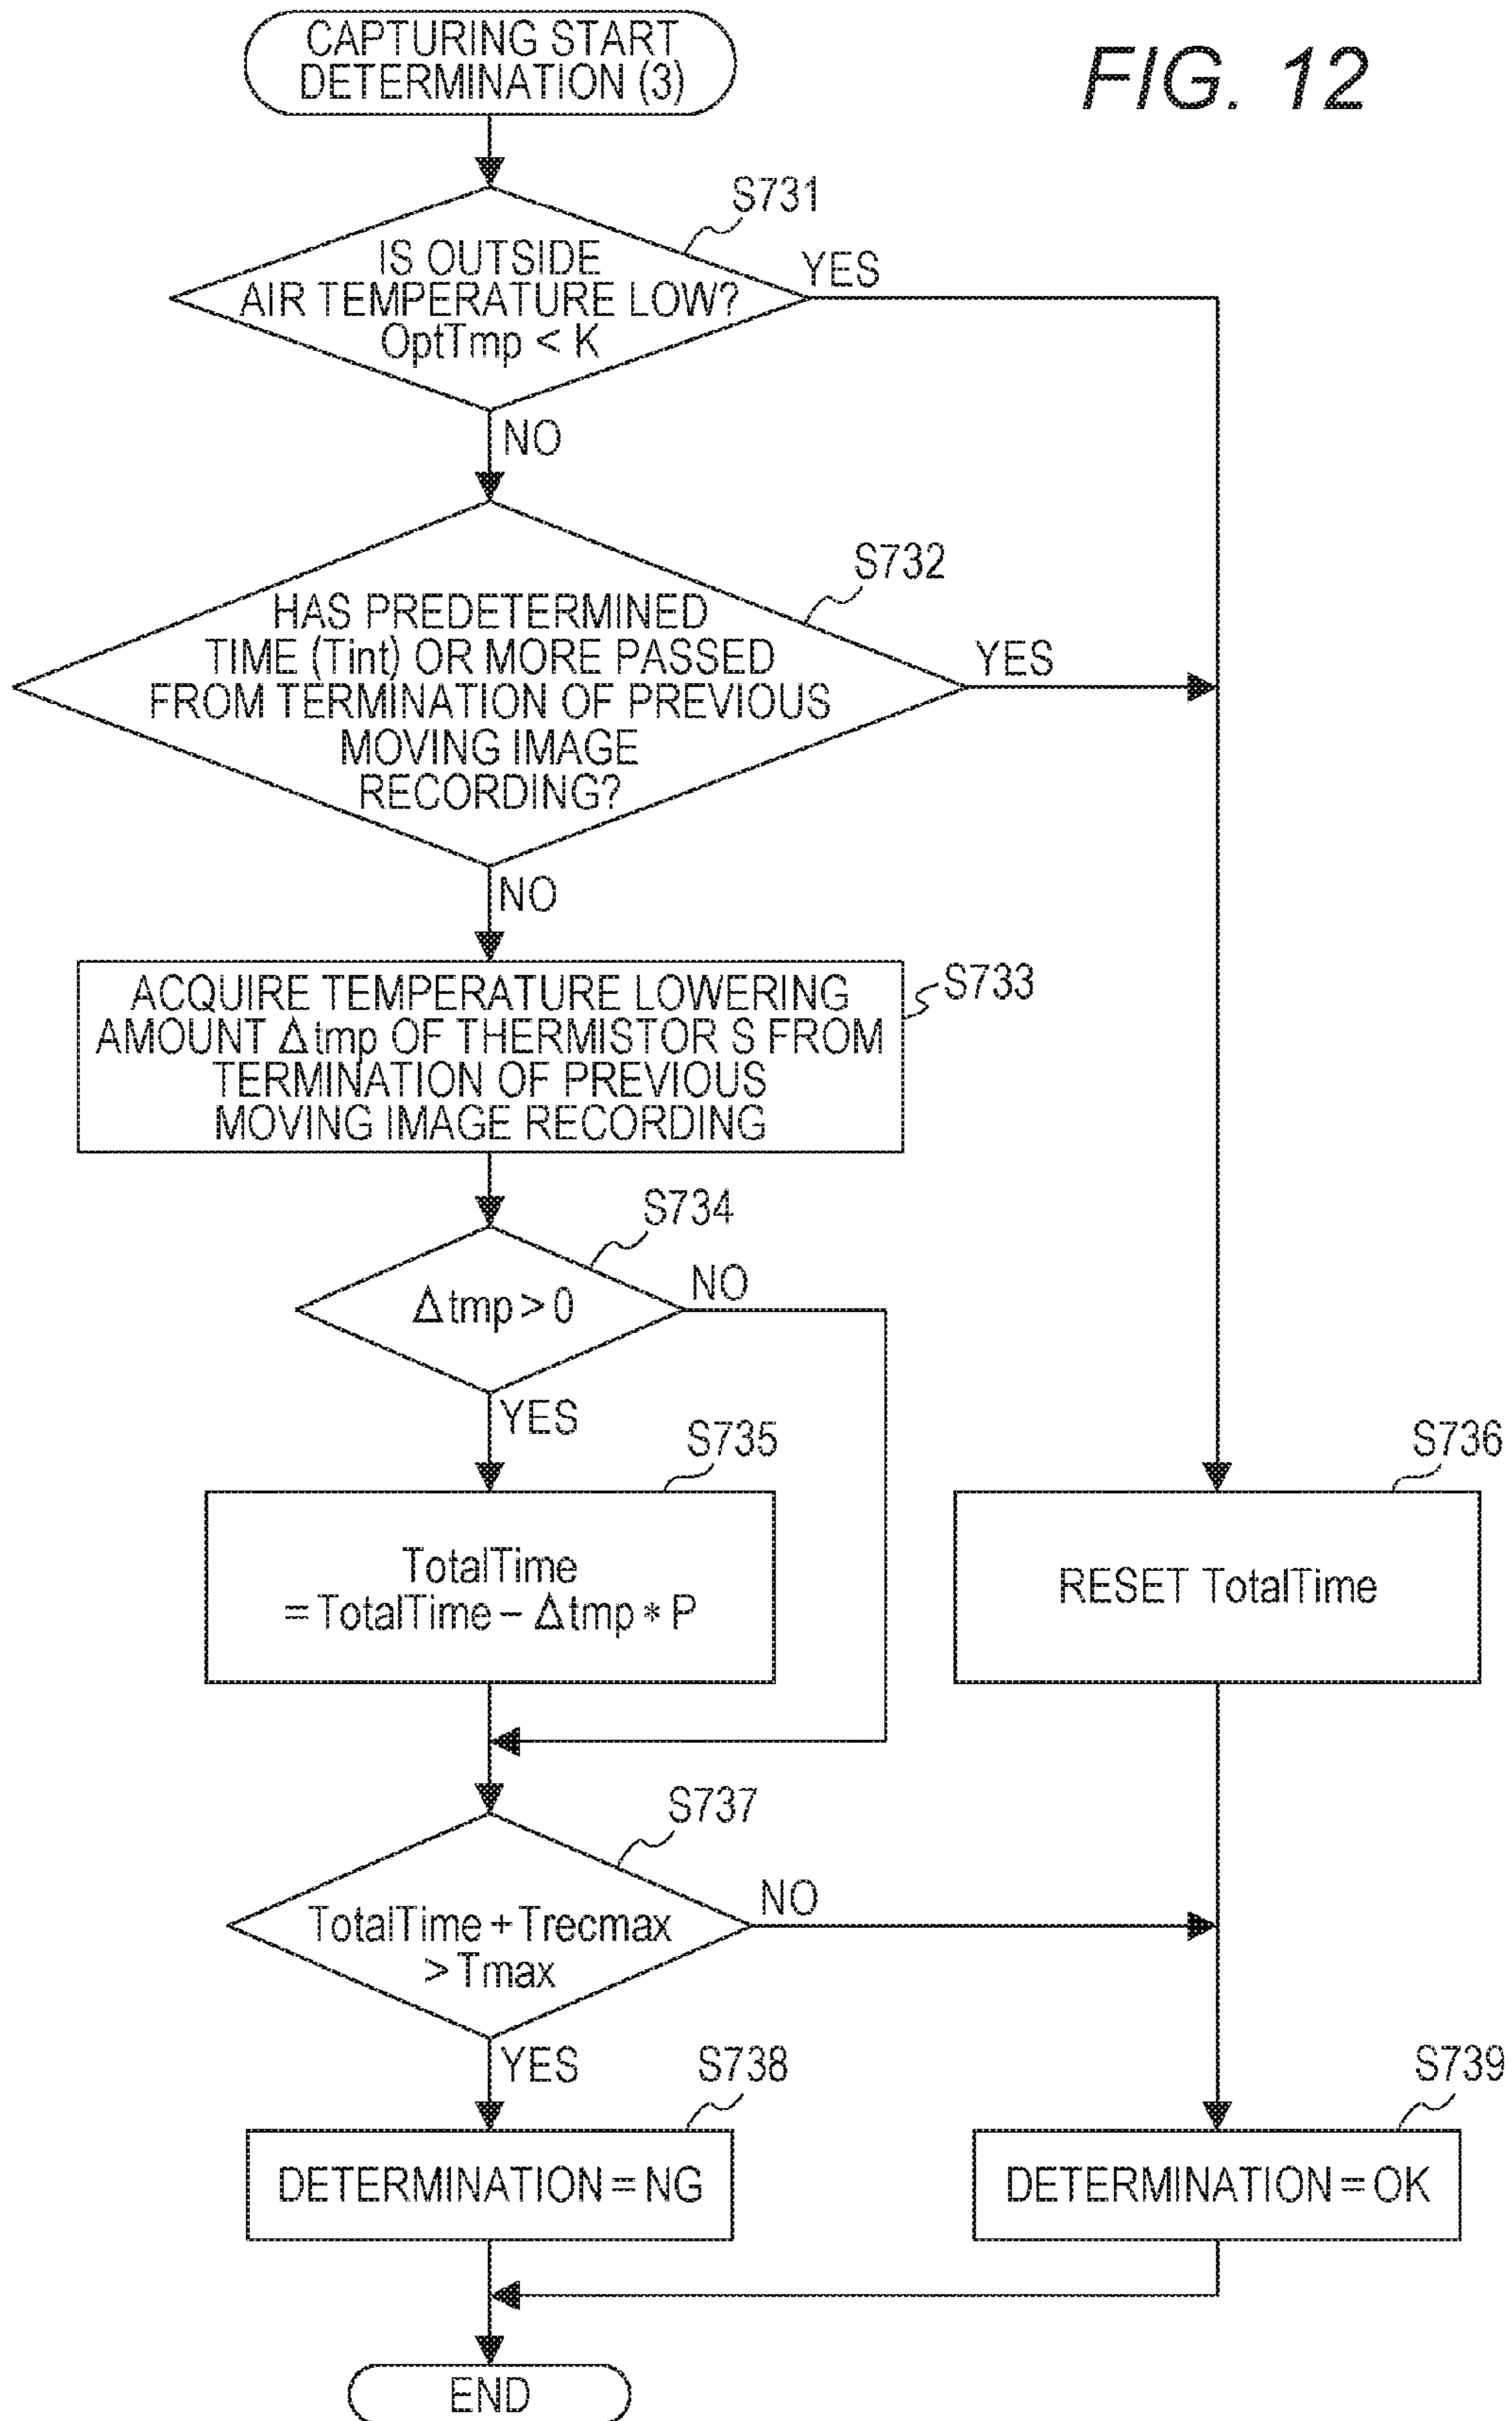 CAPTURING START
DETERMINATION (3)
FIG. 12
S731
IS OUTSIDE
AIR TEMPERATURE LOW?
OptTmp < K
YES
NO
S732
HAS PREDETERMINED
TIME (Tint) OR MORE PASSED
FROM TERMINATION OF PREVIOUS
MOVING IMAGE
RECORDING?
YES
NO
S733
ACQUIRE TEMPERATURE LOWERING
AMOUNT Δtmp OF THERMISTOR S FROM
TERMINATION OF PREVIOUS
MOVING IMAGE RECORDING
S734
Δtmp > 0
NO
YES
S735
TotalTime
= TotalTime − Δtmp * P
S736
RESET TotalTime
S737
TotalTime + Trecmax
> Tmax
NO
YES
S738
DETERMINATION = NG
S739
DETERMINATION = OK
END